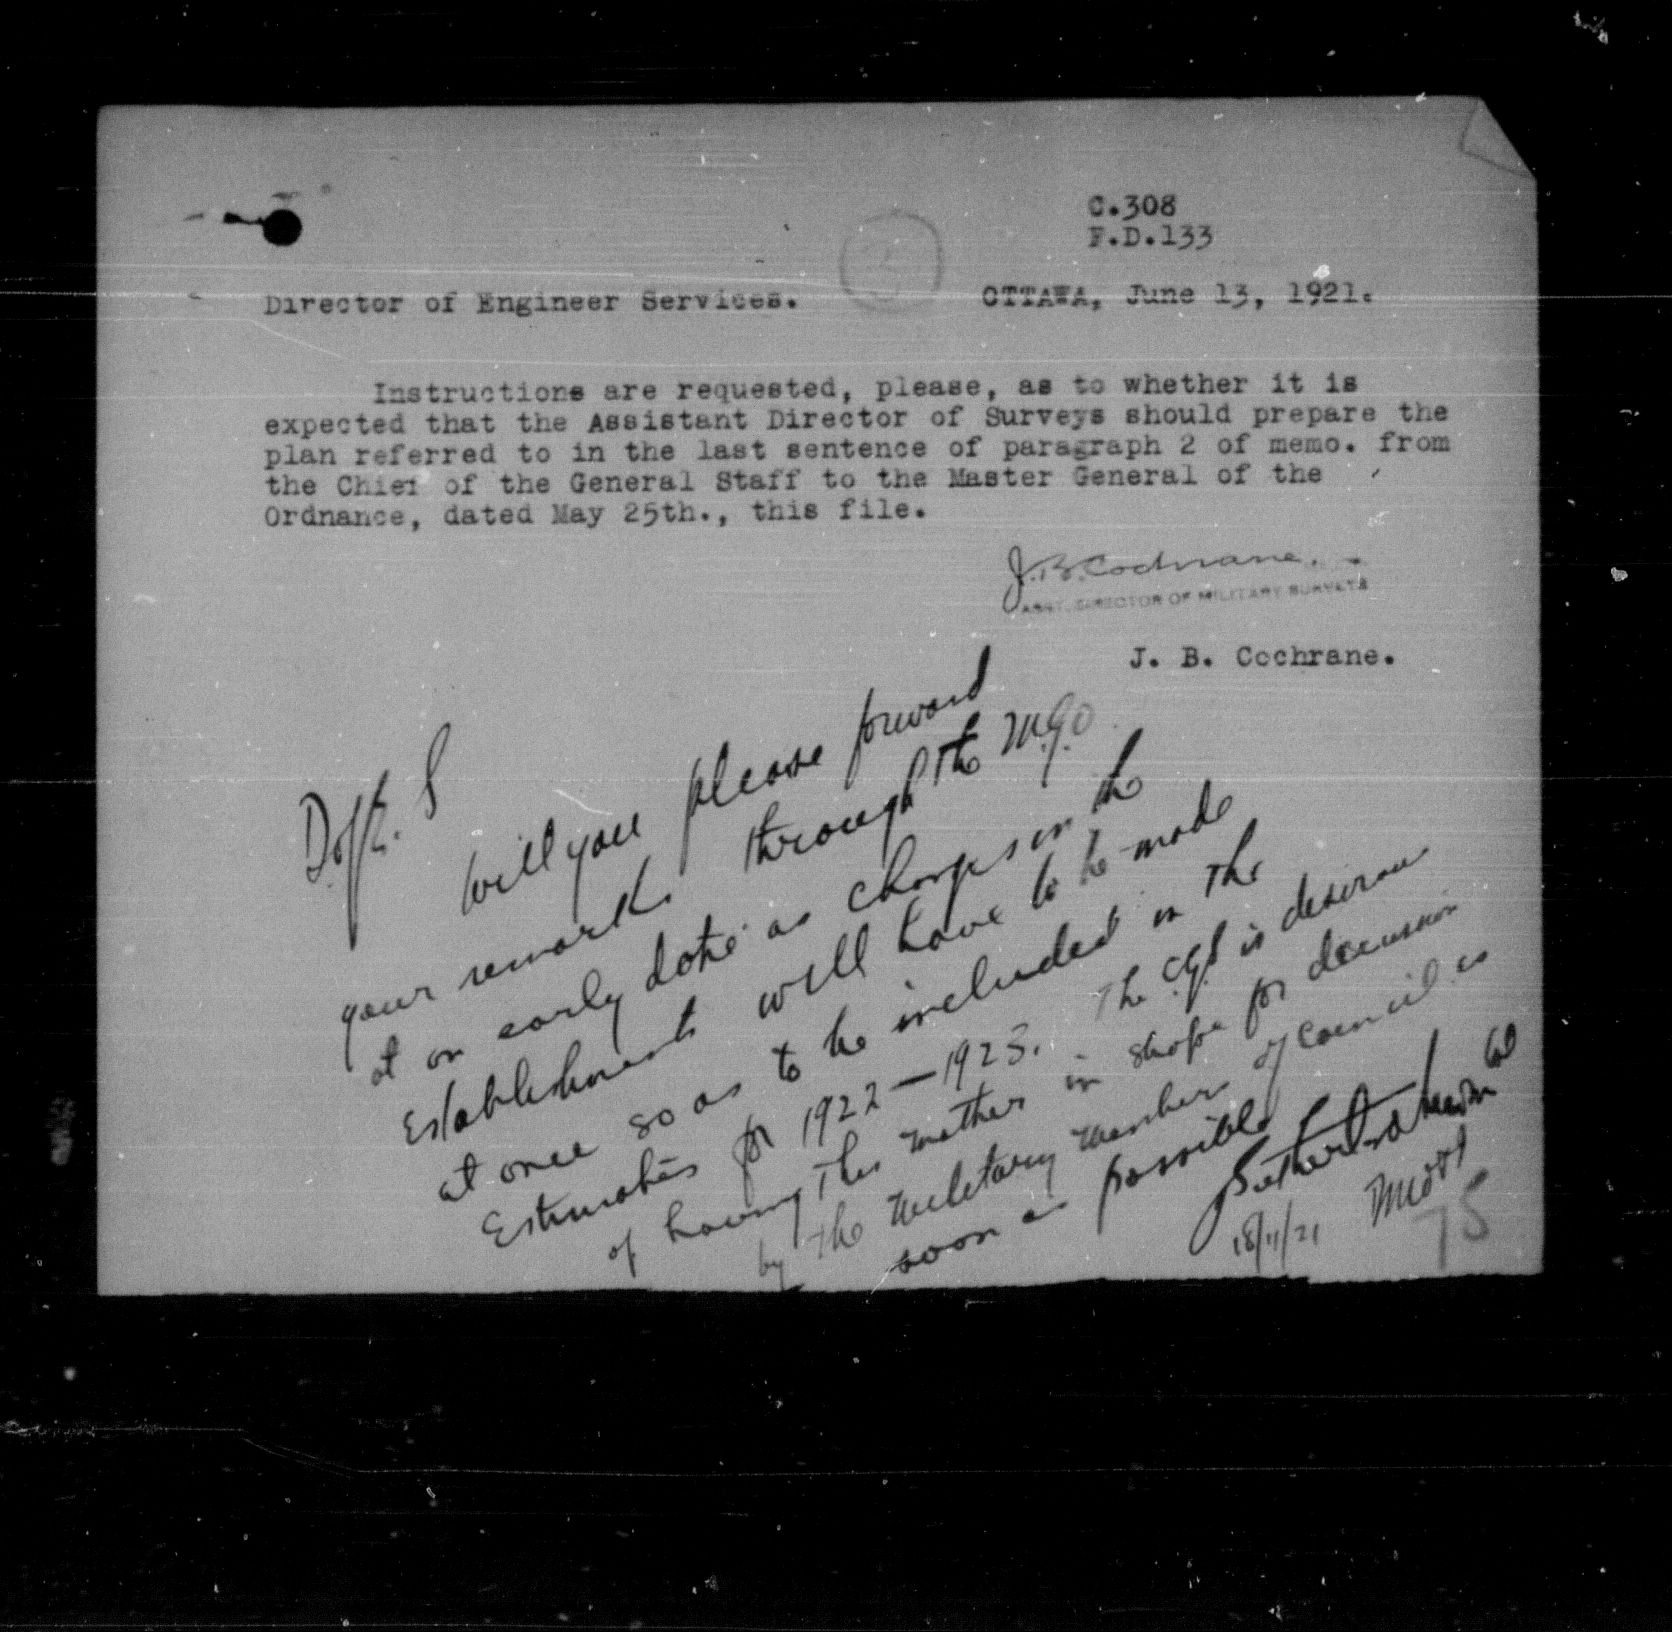 C.308
F.D.133
Director of Engineer Services. OTTAWA, June 13, 1921.
Instructions are requested, please, as to whether it is
expected that the Assistant Director of Surveys should prepare the
plan referred to in the last sentence of paragraph 2 of memo. from
the Chief of the General Staff to the Master General of the
Ordnance, dated May 25th., this file.
J.B. Cochrane.
ASST. DIRECTOR OF MILITARY SURVEYS
J. B. Cochrane.
Will you please forward
your remarks through the M.G.O.
at an early date as changes in the
Establishments will have to be made
at once so as to be included in the
Estimates for 1922-1923. The C.G.S is desirous
of having this matter in shape for decision
by the Military Members of Council as
soon as possible
18/11/21
75